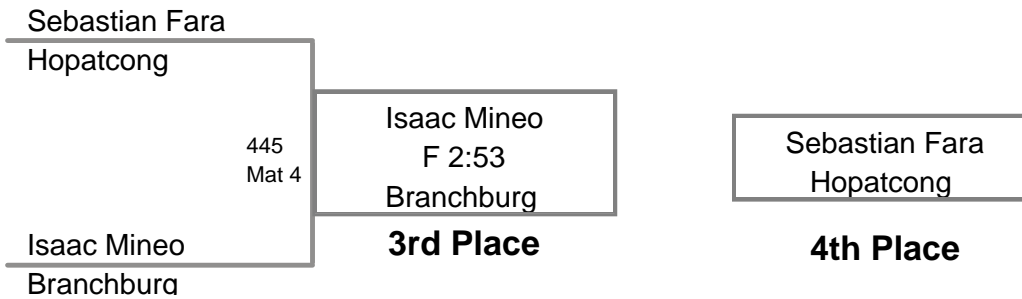 Sebastian Fara
Hopatcong
445
Mat 4
Isaac Mineo
Branchburg
Isaac Mineo
F 2:53
Branchburg
3rd Place
Sebastian Fara
Hopatcong
4th Place